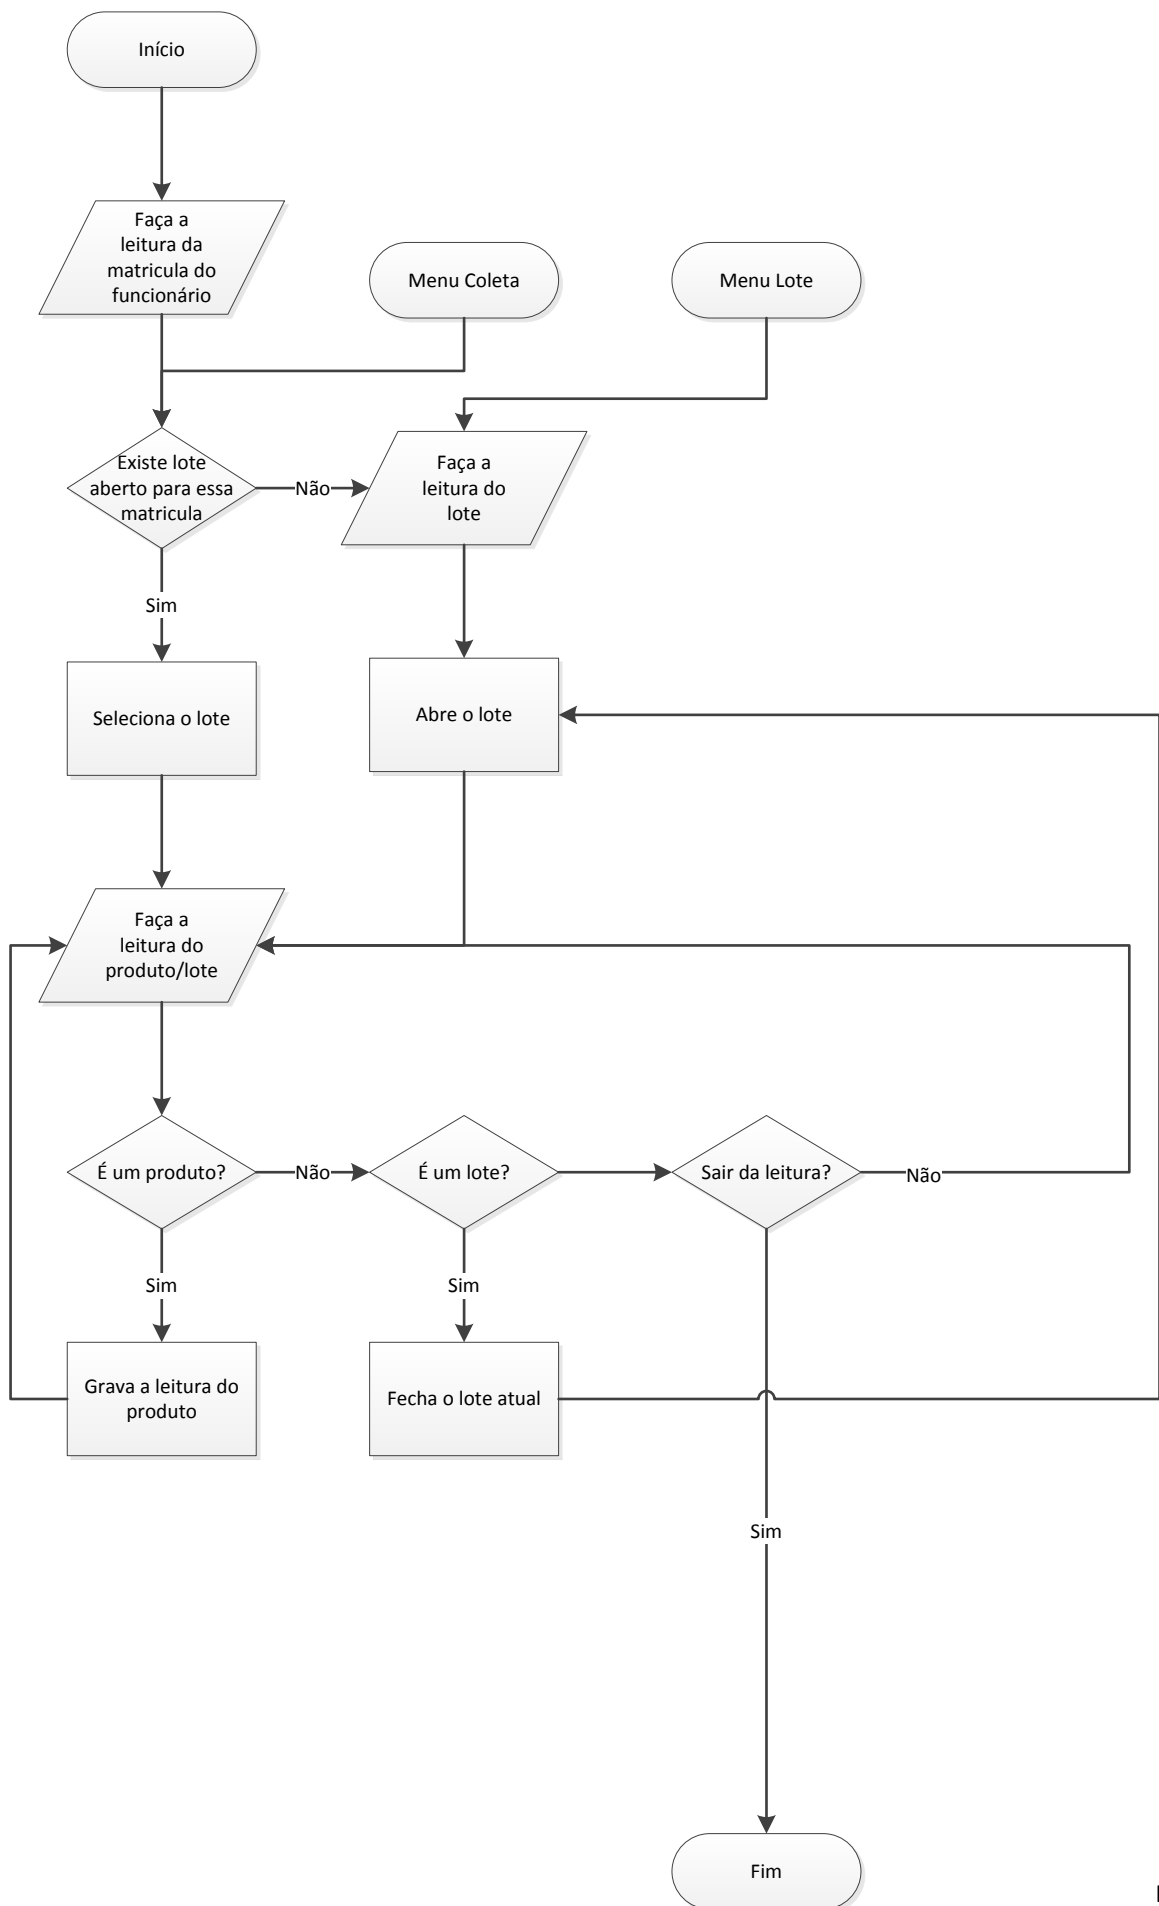 Início
Faça a
leitura da
matricula do
funcionário
Menu Coleta
Menu Lote
Existe lote
aberto para essa
matricula
Não
Faça a
leitura do
lote
Sim
Seleciona o lote
Abre o lote
Faça a
leitura do
produto/lote
É um produto?
Não
É um lote?
Sair da leitura?
Não
Sim
Sim
Grava a leitura do
produto
Fecha o lote atual
Sim
Fim